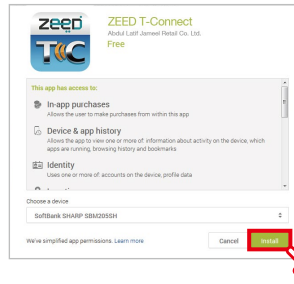 ZEED
T C
ZEED T-Connect
Abdul Latif Jameel Retail Co. Ltd.
Free
This app has access to:
In-app purchases
Allows the user to make purchases from within this app
Device & app history
Allows the app to view one or more of: information about activity on the device, which
apps are running, browsing history and bookmarks
Identity
Uses one or more of: accounts on the device, profile data
Choose a device
SoftBank SHARP SBM205SH
We've simplified app permissions. Learn more
Cancel
Install